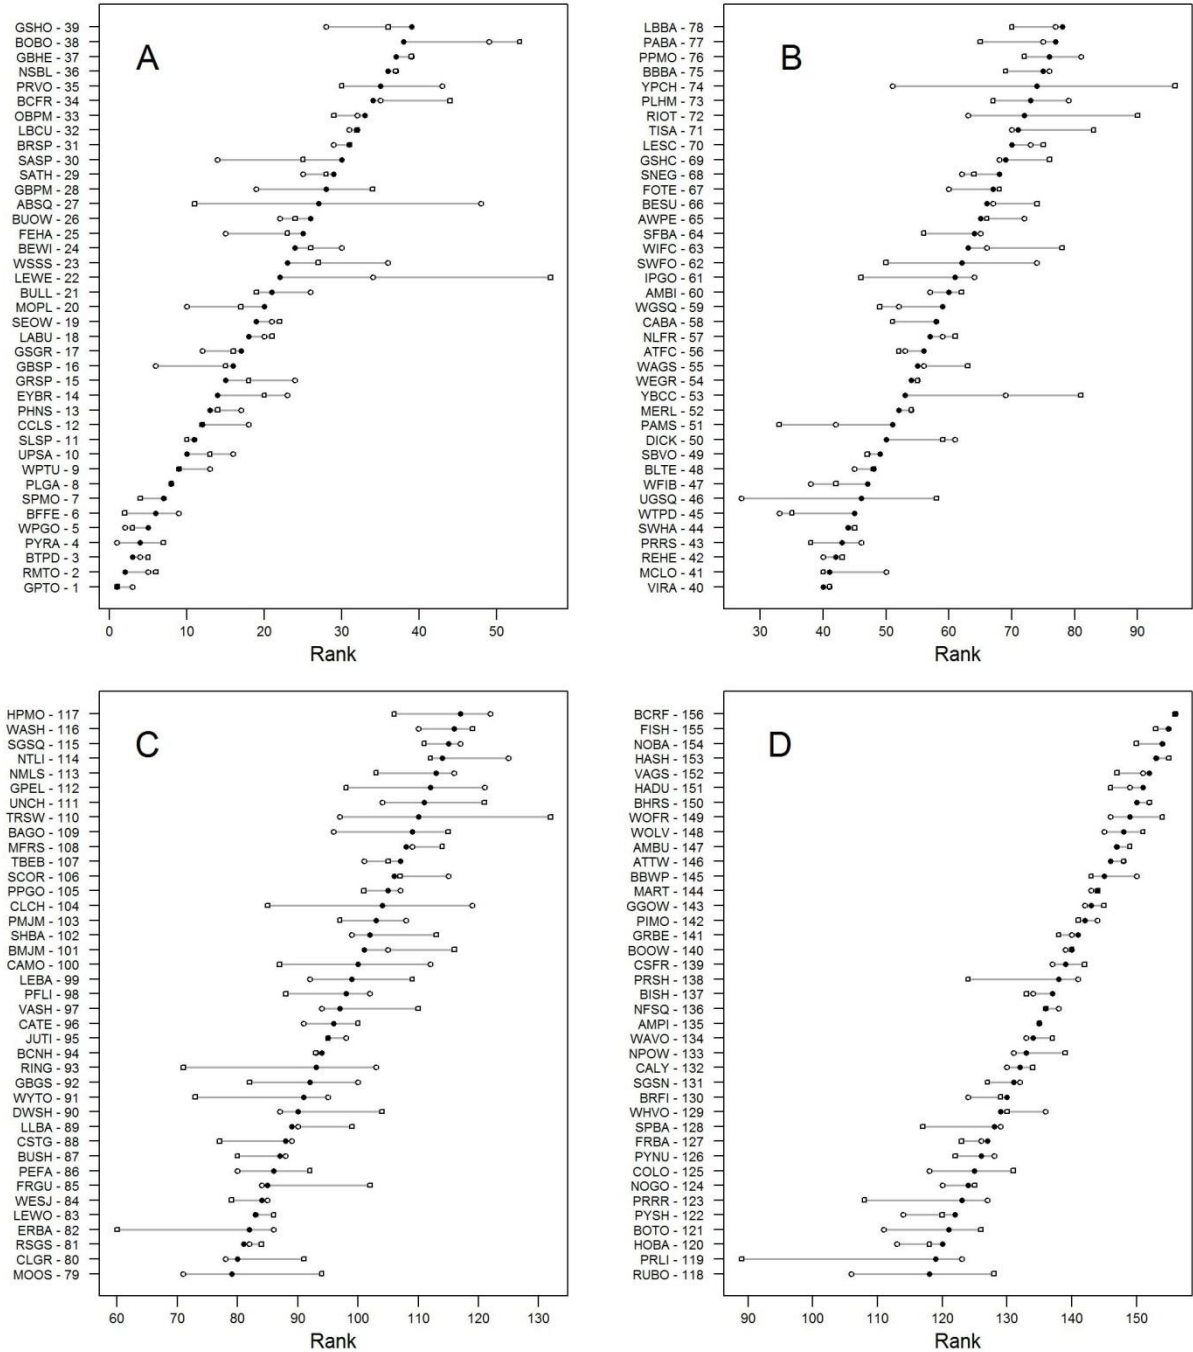 A
GSHO - 39
BOBO - 38
GBHE - 37
NSBL - 36
PRVO - 35
BCFR - 34
OBPM - 33
LBCU - 32
BRSP - 31
SASP - 30
SATH - 29
GBPM - 28
ABSQ - 27
BUOW - 26
FEHA - 25
BEWI - 24
WSSS - 23
LEWE - 22
BULL - 21
MOPL - 20
SEOW - 19
LABU - 18
GSGR - 17
GBSP - 16
GRSP - 15
EYBR - 14
PHNS - 13
CCLS - 12
SLSP - 11
UPSA - 10
WPTU - 9
PLGA - 8
SPMO - 7
BFFE - 6
WPGO - 5
PYRA - 4
BTPD - 3
RMTO - 2
GPTO - 1
0 10 20 30 40 50
Rank
B
LBBA - 78
PABA - 77
PPMO - 76
BBBA - 75
YPCH - 74
PLHM - 73
RIOT - 72
TISA - 71
LESC - 70
GSHC - 69
SNEG - 68
FOTE - 67
BESU - 66
AWPE - 65
SFBA - 64
WIFC - 63
SWFO - 62
IPGO - 61
AMBI - 60
WGSQ - 59
CABA - 58
NLFR - 57
ATFC - 56
WAGS - 55
WEGR - 54
YBCC - 53
MERL - 52
PAMS - 51
DICK - 50
SBVO - 49
BLTE - 48
WFIB - 47
UGSQ - 46
WTPD - 45
SWHA - 44
PRRS - 43
REHE - 42
MCLO - 41
VIRA - 40
30 40 50 60 70 80 90
Rank
C
HPMO - 117
WASH - 116
SGSQ - 115
NTLI - 114
NMLS - 113
GPEL - 112
UNCH - 111
TRSW - 110
BAGO - 109
MFRS - 108
TBEB - 107
SCOR - 106
PPGO - 105
CLCH - 104
PMJM - 103
SHBA - 102
BMJM - 101
CAMO - 100
LEBA - 99
PFLI - 98
VASH - 97
CATE - 96
JUTI - 95
BCNH - 94
RING - 93
GBGS - 92
WYTO - 91
DWSH - 90
LLBA - 89
CSTG - 88
BUSH - 87
PEFA - 86
FRGU - 85
WESJ - 84
LEWO - 83
ERBA - 82
RSGS - 81
CLGR - 80
MOOS - 79
60 70 80 90 100 110 120 130
Rank
D
BCRF - 156
FISH - 155
NOBA - 154
HASH - 153
VAGS - 152
HADU - 151
BHRS - 150
WOFR - 149
WOLV - 148
AMBU - 147
ATTW - 146
BBWP - 145
MART - 144
GGOW - 143
PIMO - 142
GRBE - 141
BOOW - 140
CSFR - 139
PRSH - 138
BISH - 137
NFSQ - 136
AMPI - 135
WAVO - 134
NPOW - 133
CALY - 132
SGSN - 131
BRFI - 130
WHVO - 129
SPBA - 128
FRBA - 127
PYNU - 126
COLO - 125
NOGO - 124
PRRR - 123
PYSH - 122
BOTO - 121
HOBA - 120
PRLI - 119
RUBO - 118
90 100 110 120 130 140 150
Rank